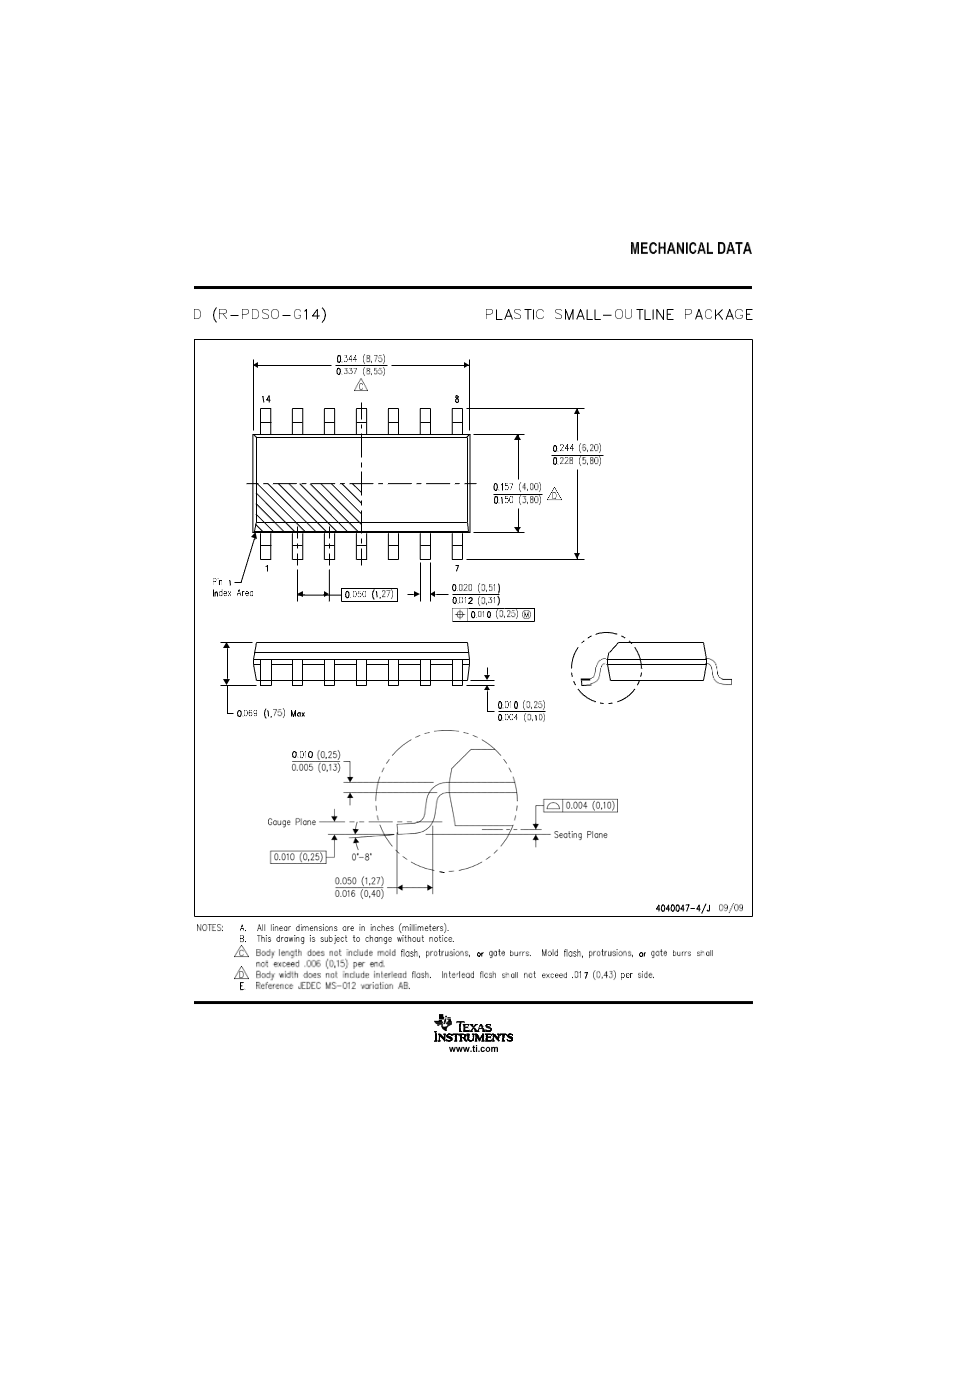 MECHANICAL DATA
D (R-PDSO-G14) PLASTIC SMALL-OUTLINE PACKAGE
0.344 (8,75)
0.337 (8,55)
C
14 8
0.244 (6,20)
0.228 (5,80)
0.157 (4,00)
0.150 (3,80)
D
1 7
Pin 1
Index Area
0.050 (1,27)
0.020 (0,51)
0.012 (0,31)
⌖ 0.010 (0,25) Ⓜ
0.069 (1,75) Max
0.010 (0,25)
0.004 (0,10)
0.010 (0,25)
0.005 (0,13)
0.004 (0,10)
Gauge Plane
Seating Plane
0.010 (0,25)
0°-8°
0.050 (1,27)
0.016 (0,40)
4040047-4/J 09/09
NOTES: A. All linear dimensions are in inches (millimeters).
B. This drawing is subject to change without notice.
C Body length does not include mold flash, protrusions, or gate burrs. Mold flash, protrusions, or gate burrs shall
not exceed .006 (0,15) per end.
D Body width does not include interlead flash. Interlead flash shall not exceed .017 (0,43) per side.
E. Reference JEDEC MS-012 variation AB.
TEXAS
INSTRUMENTS
www.ti.com